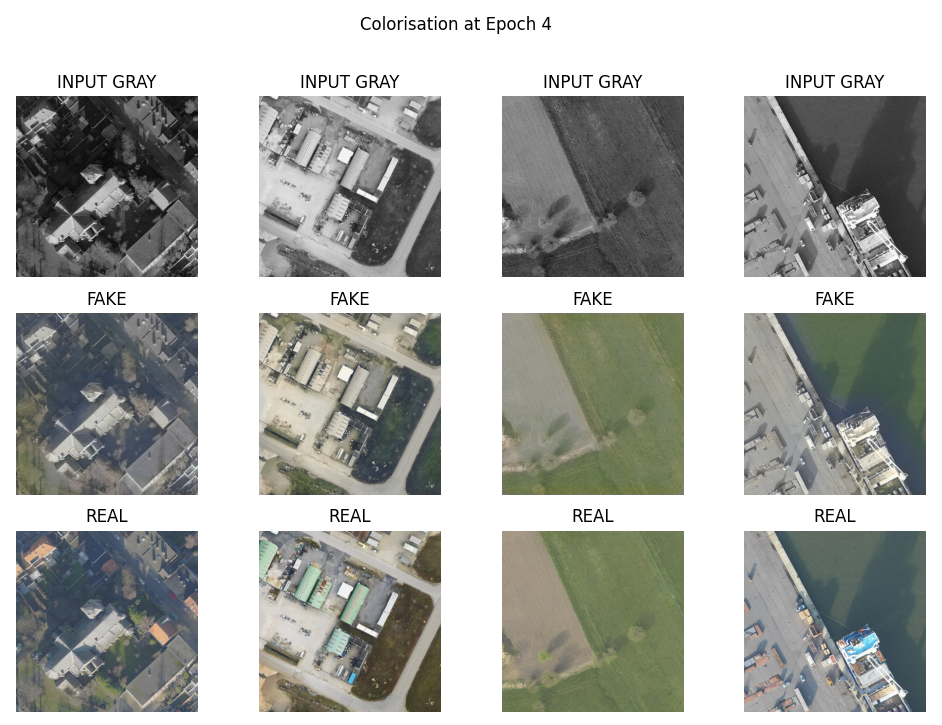 Colorisation at Epoch 4
INPUT GRAY INPUT GRAY INPUT GRAY INPUT GRAY
FAKE FAKE FAKE FAKE
REAL REAL REAL REAL